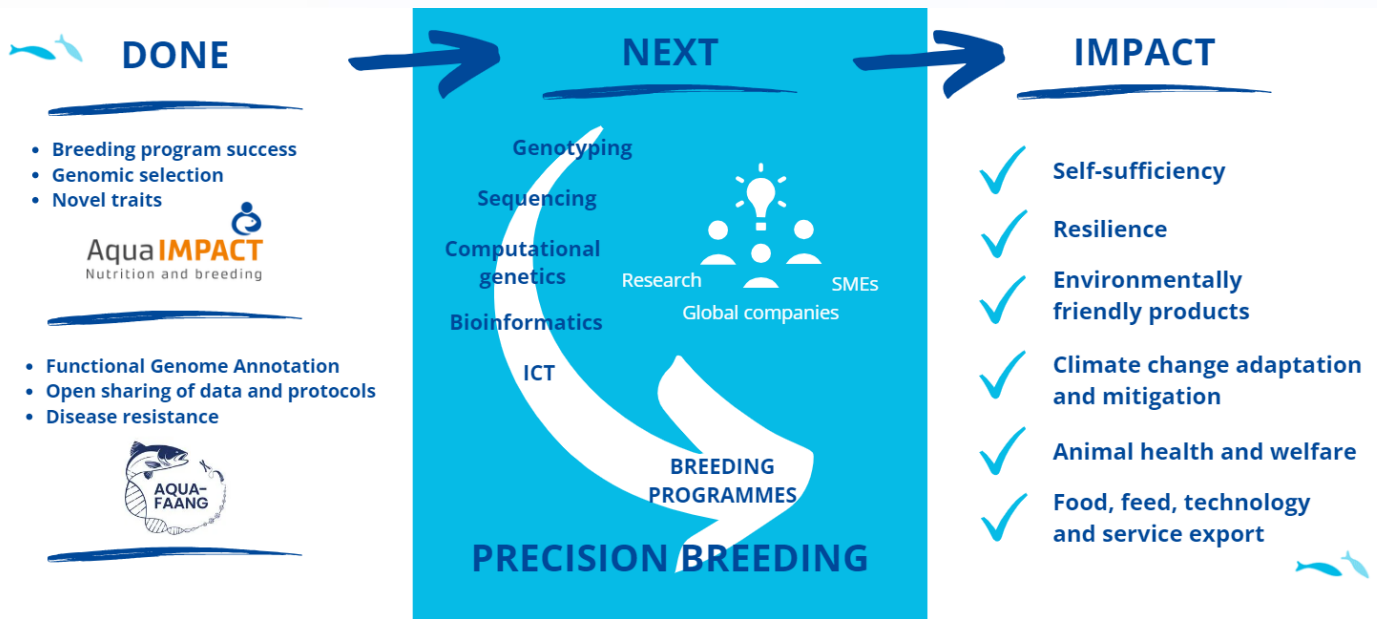 DONE
• Breeding program success
• Genomic selection
• Novel traits
AquaIMPACT
Nutrition and breeding
• Functional Genome Annotation
• Open sharing of data and protocols
• Disease resistance
AQUA-
FAANG
NEXT
Genotyping
Sequencing
Computational
genetics
Bioinformatics
ICT
Research
SMEs
Global companies
BREEDING
PROGRAMMES
PRECISION BREEDING
IMPACT
Self-sufficiency
Resilience
Environmentally
friendly products
Climate change adaptation
and mitigation
Animal health and welfare
Food, feed, technology
and service export